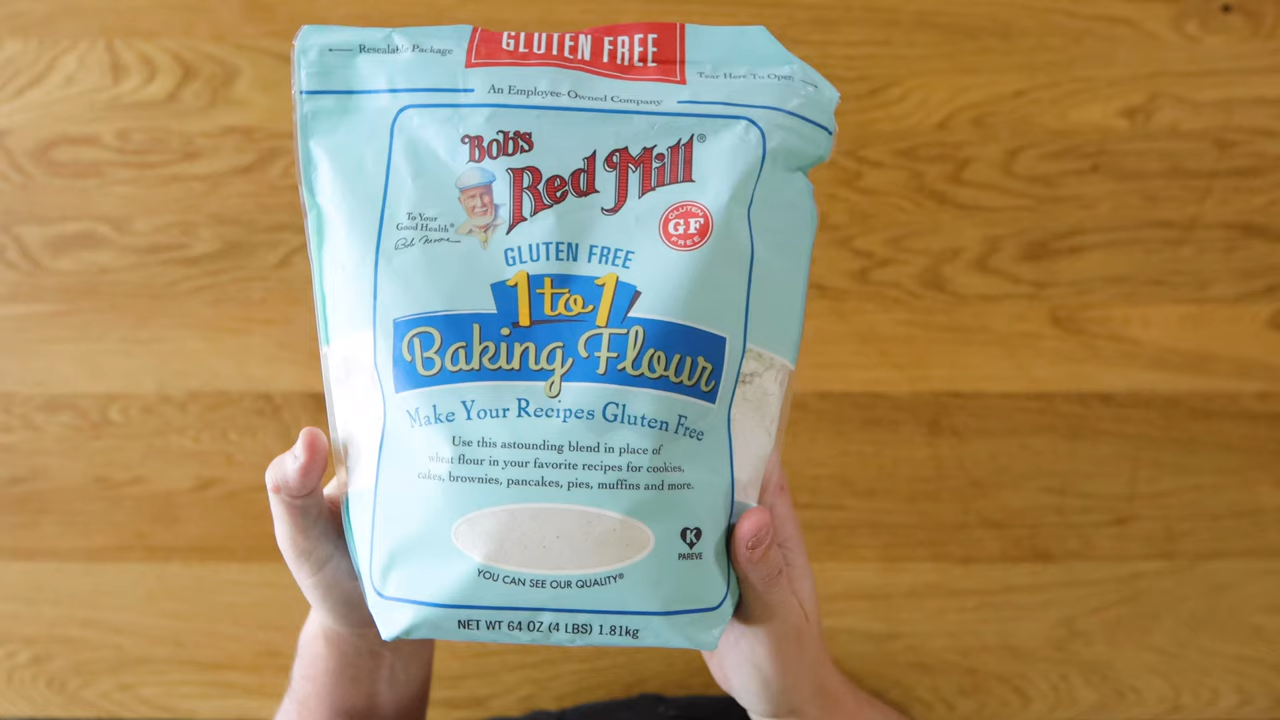 GLUTEN FREE
← Resealable Package
Tear Here To Open
An Employee-Owned Company
Bob's
Red Mill®
To Your
Good Health®
Bob Moore
GLUTEN
GF
FREE
GLUTEN FREE
1 to 1
Baking Flour
Make Your Recipes Gluten Free
Use this astounding blend in place of
wheat flour in your favorite recipes for cookies,
cakes, brownies, pancakes, pies, muffins and more.
K
PAREVE
YOU CAN SEE OUR QUALITY®
NET WT 64 OZ (4 LBS) 1.81kg